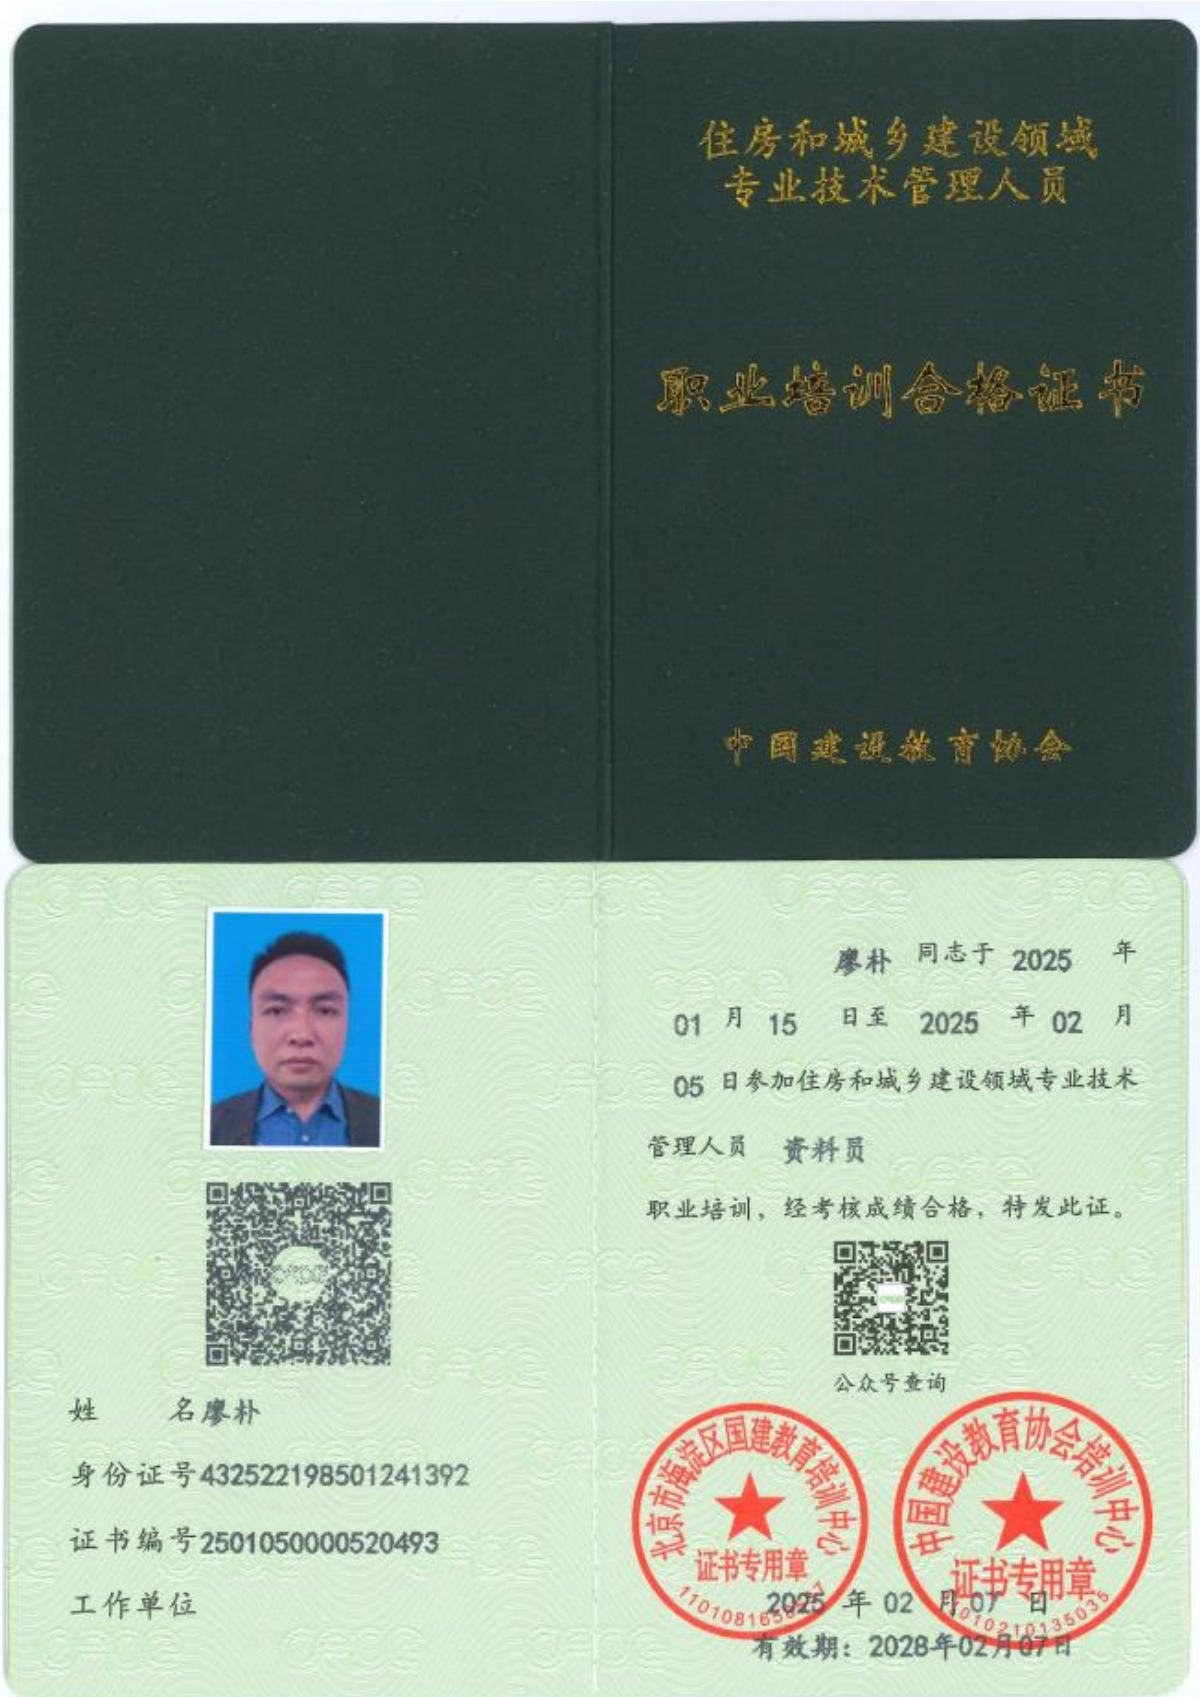 住房和城乡建设领域
专业技术管理人员
职业培训合格证书
中国建设教育协会
姓 名廖朴
身份证号432522198501241392
证书编号2501050000520493
工作单位
廖朴 同志于 2025 年
01 月 15 日至 2025 年 02 月
05 日参加住房和城乡建设领域专业技术
管理人员 资料员
职业培训，经考核成绩合格，特发此证。
公众号查询
北京市海淀区国建教育培训中心
证书专用章
中国建设教育协会培训中心
证书专用章
2025 年 02 月 07 日
有效期：2028年02月07日